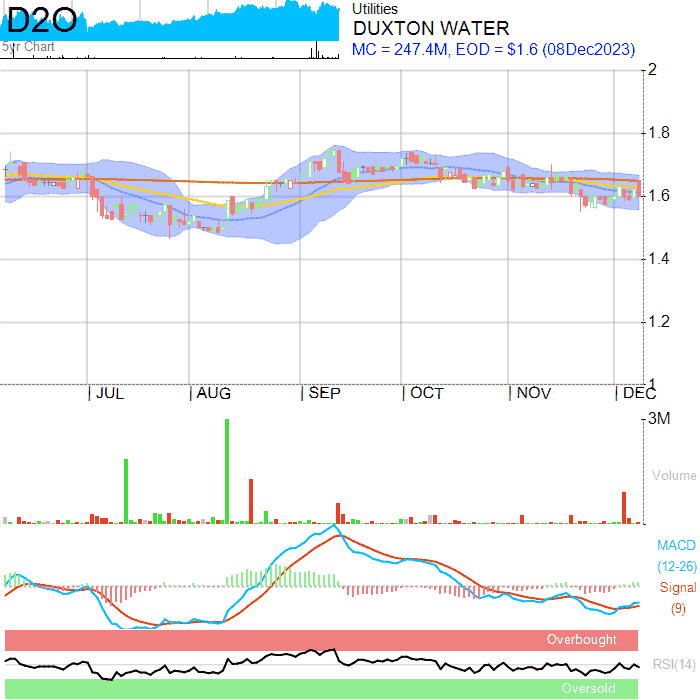 D2O
Utilities
DUXTON WATER
5yr Chart
MC = 247.4M, EOD = $1.6 (08Dec2023)
2
1.8
1.6
1.4
1.2
1
JUL AUG SEP OCT NOV DEC
3M
Volume
MACD
(12-26)
Signal
(9)
Overbought
RSI(14)
Oversold